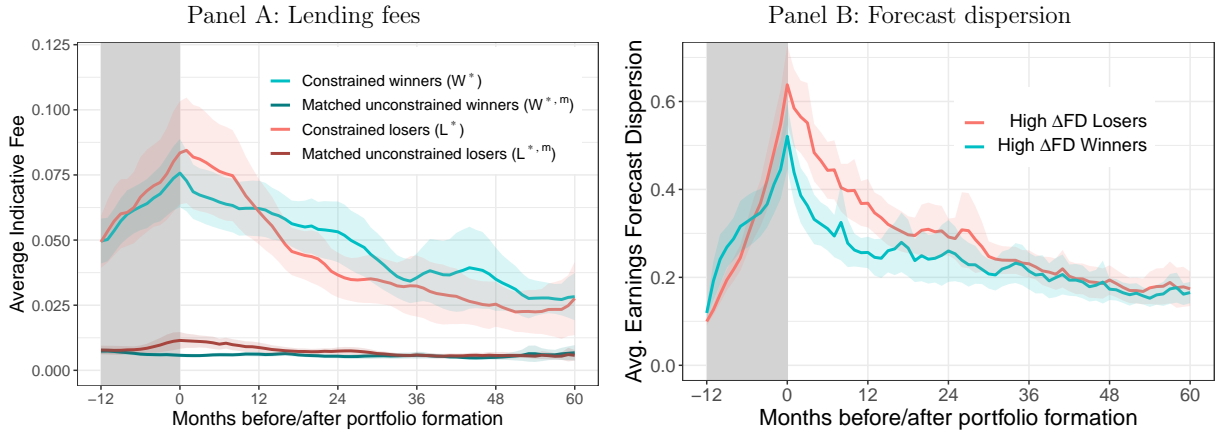 Panel A: Lending fees
Average Indicative Fee
0.125
0.100
0.075
0.050
0.025
0.000
Constrained winners (W*)
Matched unconstrained winners (W*,m)
Constrained losers (L*)
Matched unconstrained losers (L*,m)
−12 0 12 24 36 48 60
Months before/after portfolio formation
Panel B: Forecast dispersion
Avg. Earnings Forecast Dispersion
0.6
0.4
0.2
0.0
High ΔFD Losers
High ΔFD Winners
−12 0 12 24 36 48 60
Months before/after portfolio formation